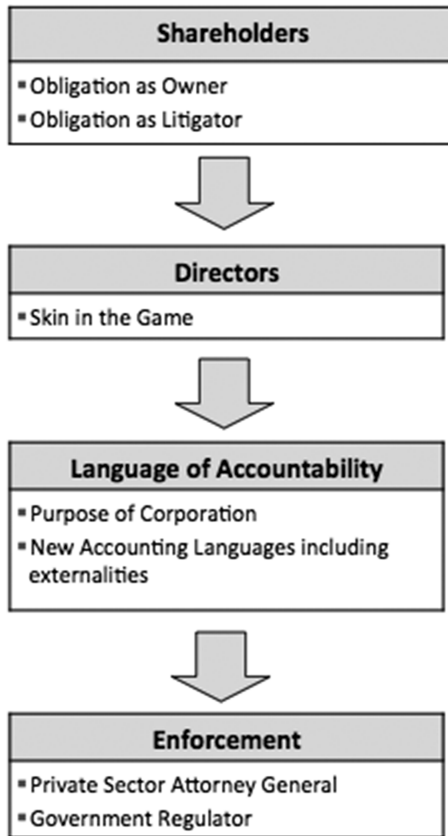 Shareholders
▪Obligation as Owner
▪Obligation as Litigator
Directors
▪Skin in the Game
Language of Accountability
▪Purpose of Corporation
▪New Accounting Languages including
externalities
Enforcement
▪Private Sector Attorney General
▪Government Regulator